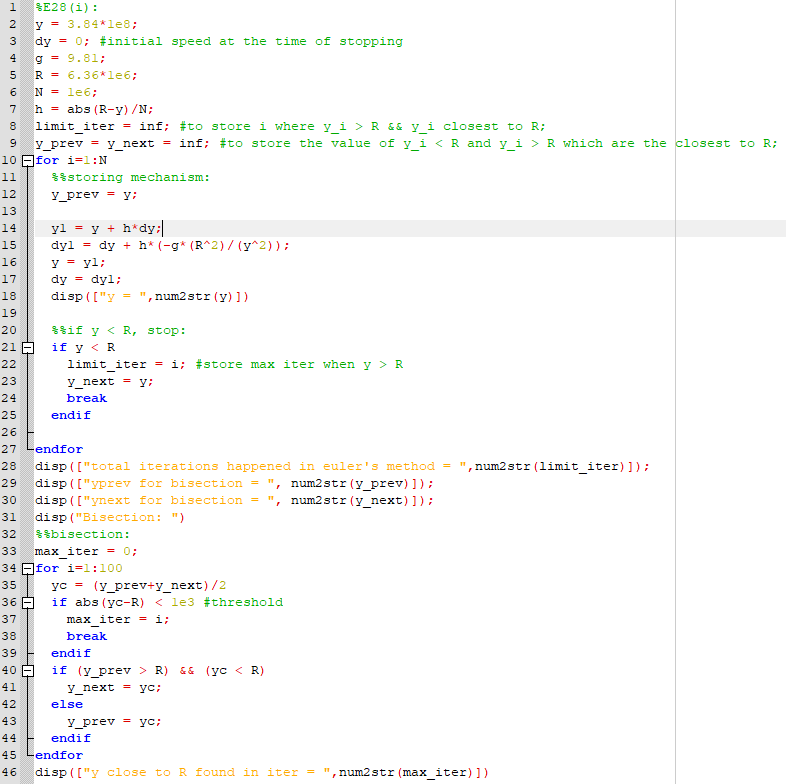 1 %E28(i):
2 y = 3.84*1e8;
3 dy = 0; #initial speed at the time of stopping
4 g = 9.81;
5 R = 6.36*1e6;
6 N = 1e6;
7 h = abs(R-y)/N;
8 limit_iter = inf; #to store i where y_i > R && y_i closest to R;
9 y_prev = y_next = inf; #to store the value of y_i < R and y_i > R which are the closest to R;
10 for i=1:N
11 %%storing mechanism:
12 y_prev = y;
13
14 y1 = y + h*dy;
15 dy1 = dy + h*(-g*(R^2)/(y^2));
16 y = y1;
17 dy = dy1;
18 disp(["y = ",num2str(y)])
19
20 %%if y < R, stop:
21 if y < R
22 limit_iter = i; #store max iter when y > R
23 y_next = y;
24 break
25 endif
26
27 endfor
28 disp(["total iterations happened in euler's method = ",num2str(limit_iter)]);
29 disp(["yprev for bisection = ", num2str(y_prev)]);
30 disp(["ynext for bisection = ", num2str(y_next)]);
31 disp("Bisection: ")
32 %%bisection:
33 max_iter = 0;
34 for i=1:100
35 yc = (y_prev+y_next)/2
36 if abs(yc-R) < 1e3 #threshold
37 max_iter = i;
38 break
39 endif
40 if (y_prev > R) && (yc < R)
41 y_next = yc;
42 else
43 y_prev = yc;
44 endif
45 endfor
46 disp(["y close to R found in iter = ",num2str(max_iter)])